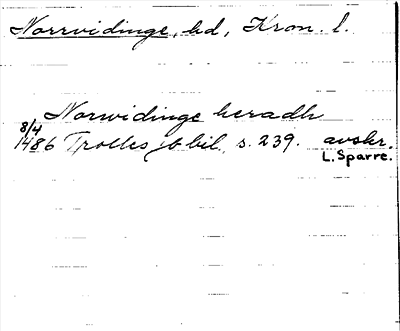 Norrvidinge, hd, Kron. l.
Norwidinge heradh
8/4
1486 Trolles jb bil. s. 239. avskr.
L. Sparre.